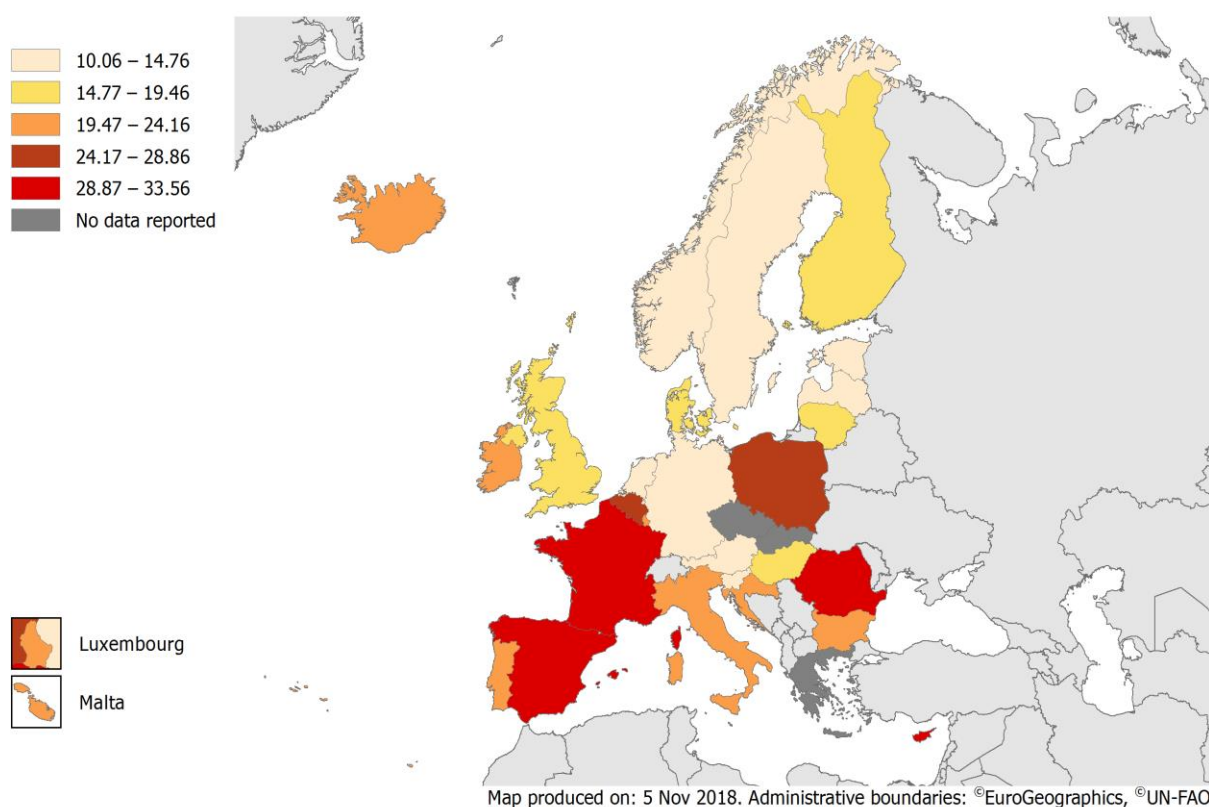 10.06 – 14.76
14.77 – 19.46
19.47 – 24.16
24.17 – 28.86
28.87 – 33.56
No data reported
Luxembourg
Malta
Map produced on: 5 Nov 2018. Administrative boundaries: ©EuroGeographics, ©UN-FAO